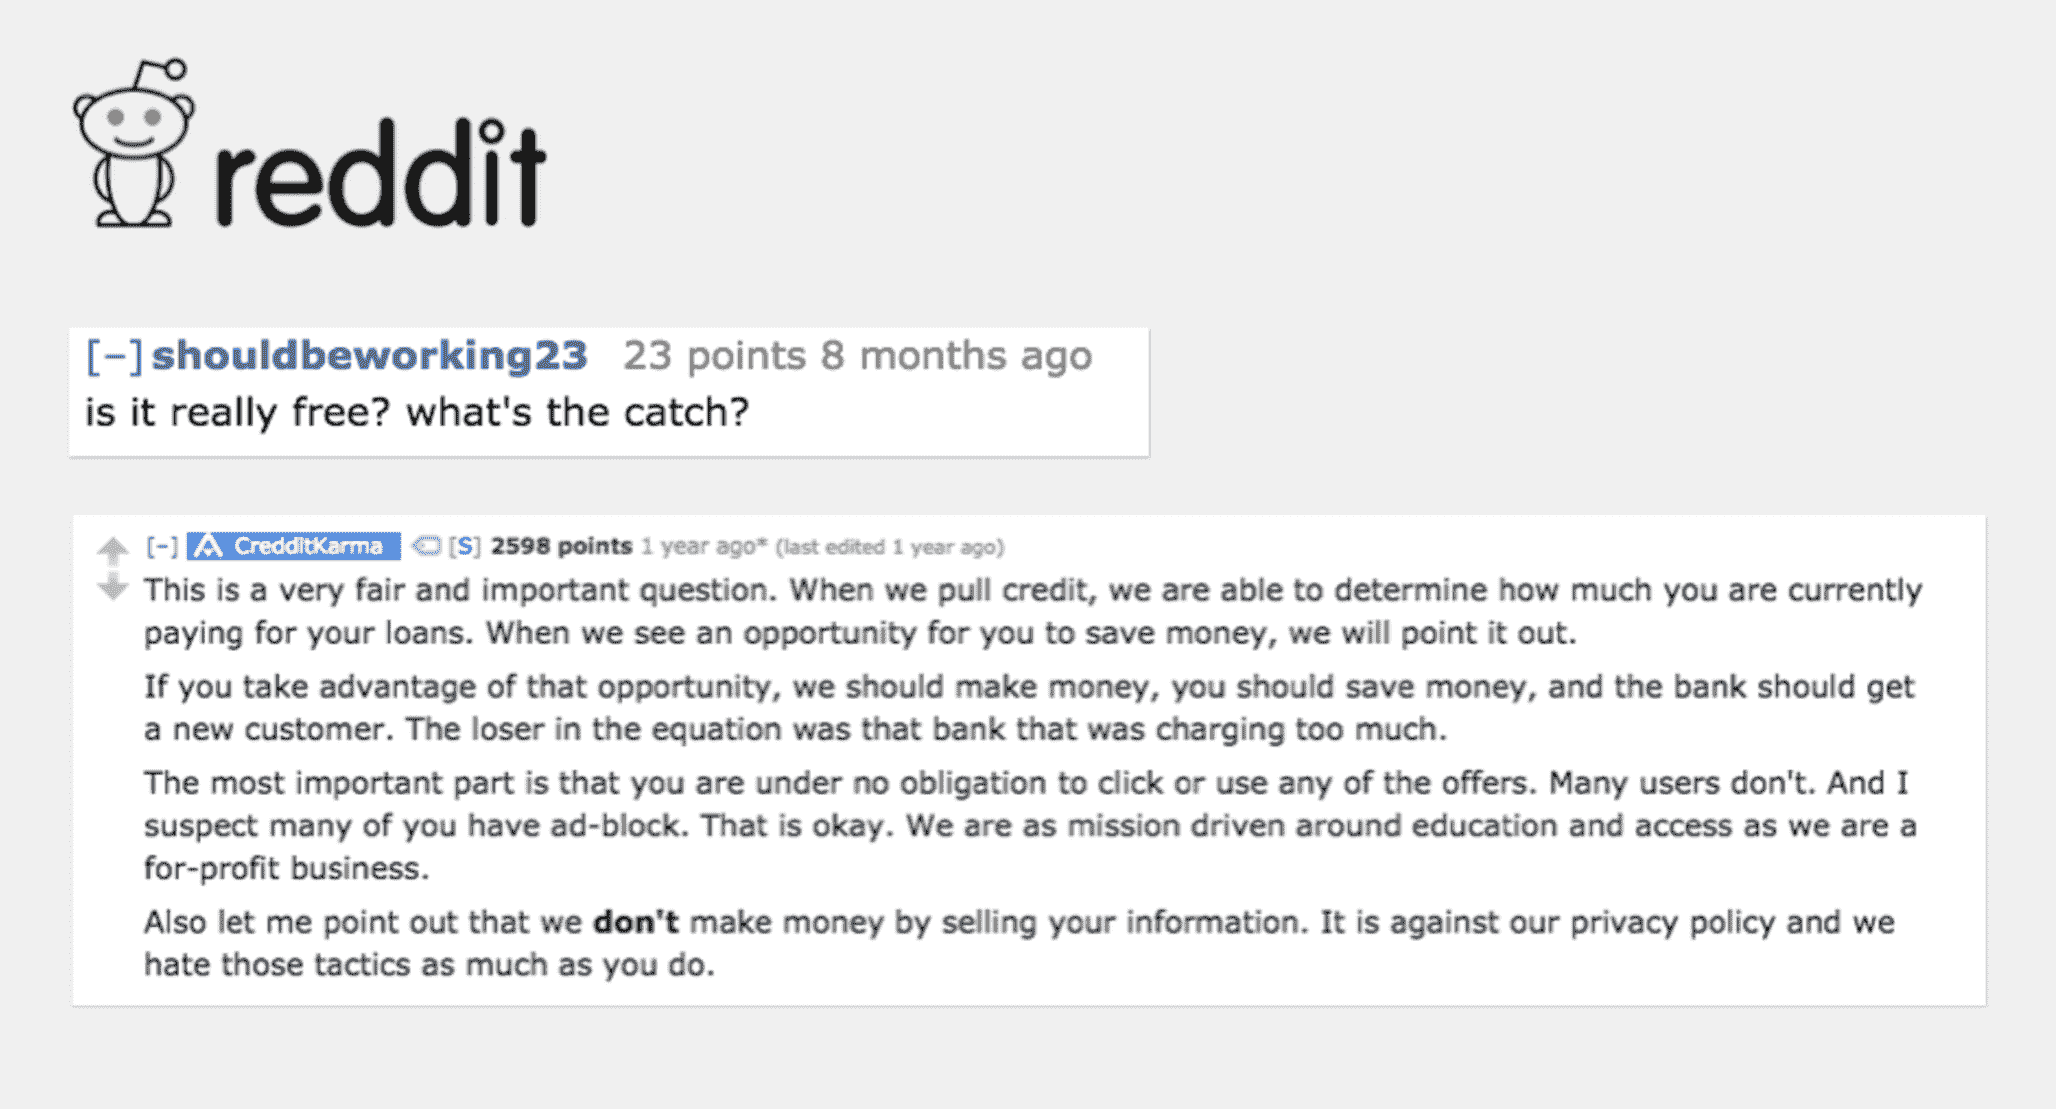 reddit
[–] shouldbeworking23 23 points 8 months ago
is it really free? what's the catch?
[–] CredditKarma [S] 2598 points 1 year ago* (last edited 1 year ago)
This is a very fair and important question. When we pull credit, we are able to determine how much you are currently
paying for your loans. When we see an opportunity for you to save money, we will point it out.
If you take advantage of that opportunity, we should make money, you should save money, and the bank should get
a new customer. The loser in the equation was that bank that was charging too much.
The most important part is that you are under no obligation to click or use any of the offers. Many users don't. And I
suspect many of you have ad-block. That is okay. We are as mission driven around education and access as we are a
for-profit business.
Also let me point out that we don't make money by selling your information. It is against our privacy policy and we
hate those tactics as much as you do.